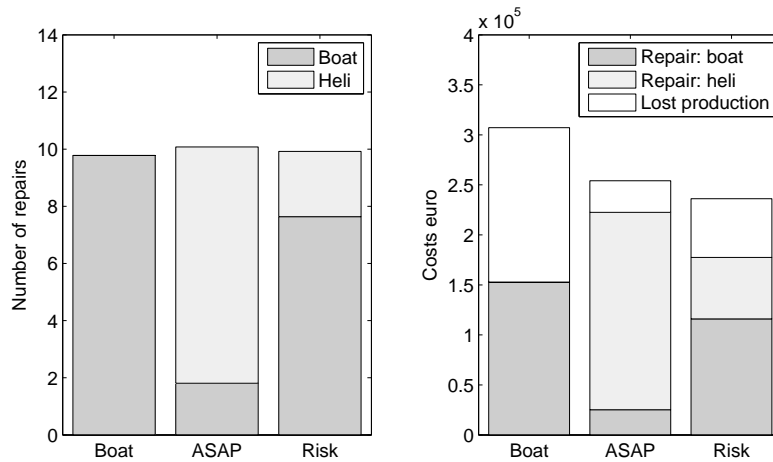 14
12
10
8
6
4
2
0
Number of repairs
Boat
Heli
Boat
ASAP
Risk
x 10^5
4
3.5
3
2.5
2
1.5
1
0.5
0
Costs euro
Repair: boat
Repair: heli
Lost production
Boat
ASAP
Risk